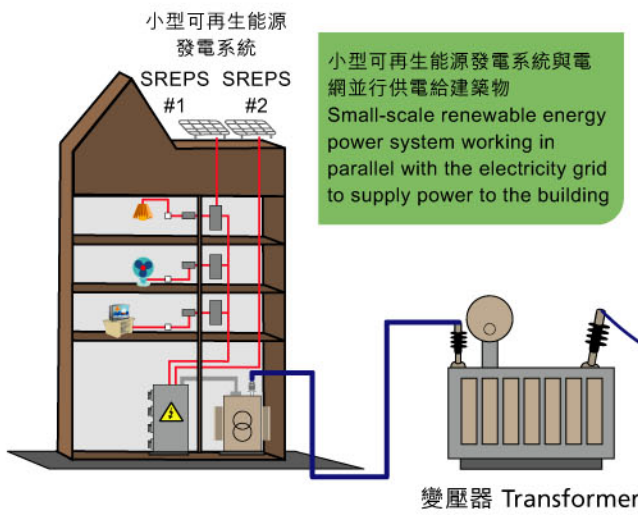 小型可再生能源
發電系統
SREPS SREPS
#1 #2
小型可再生能源發電系統與電
網並行供電給建築物
Small-scale renewable energy
power system working in
parallel with the electricity grid
to supply power to the building
變壓器 Transformer